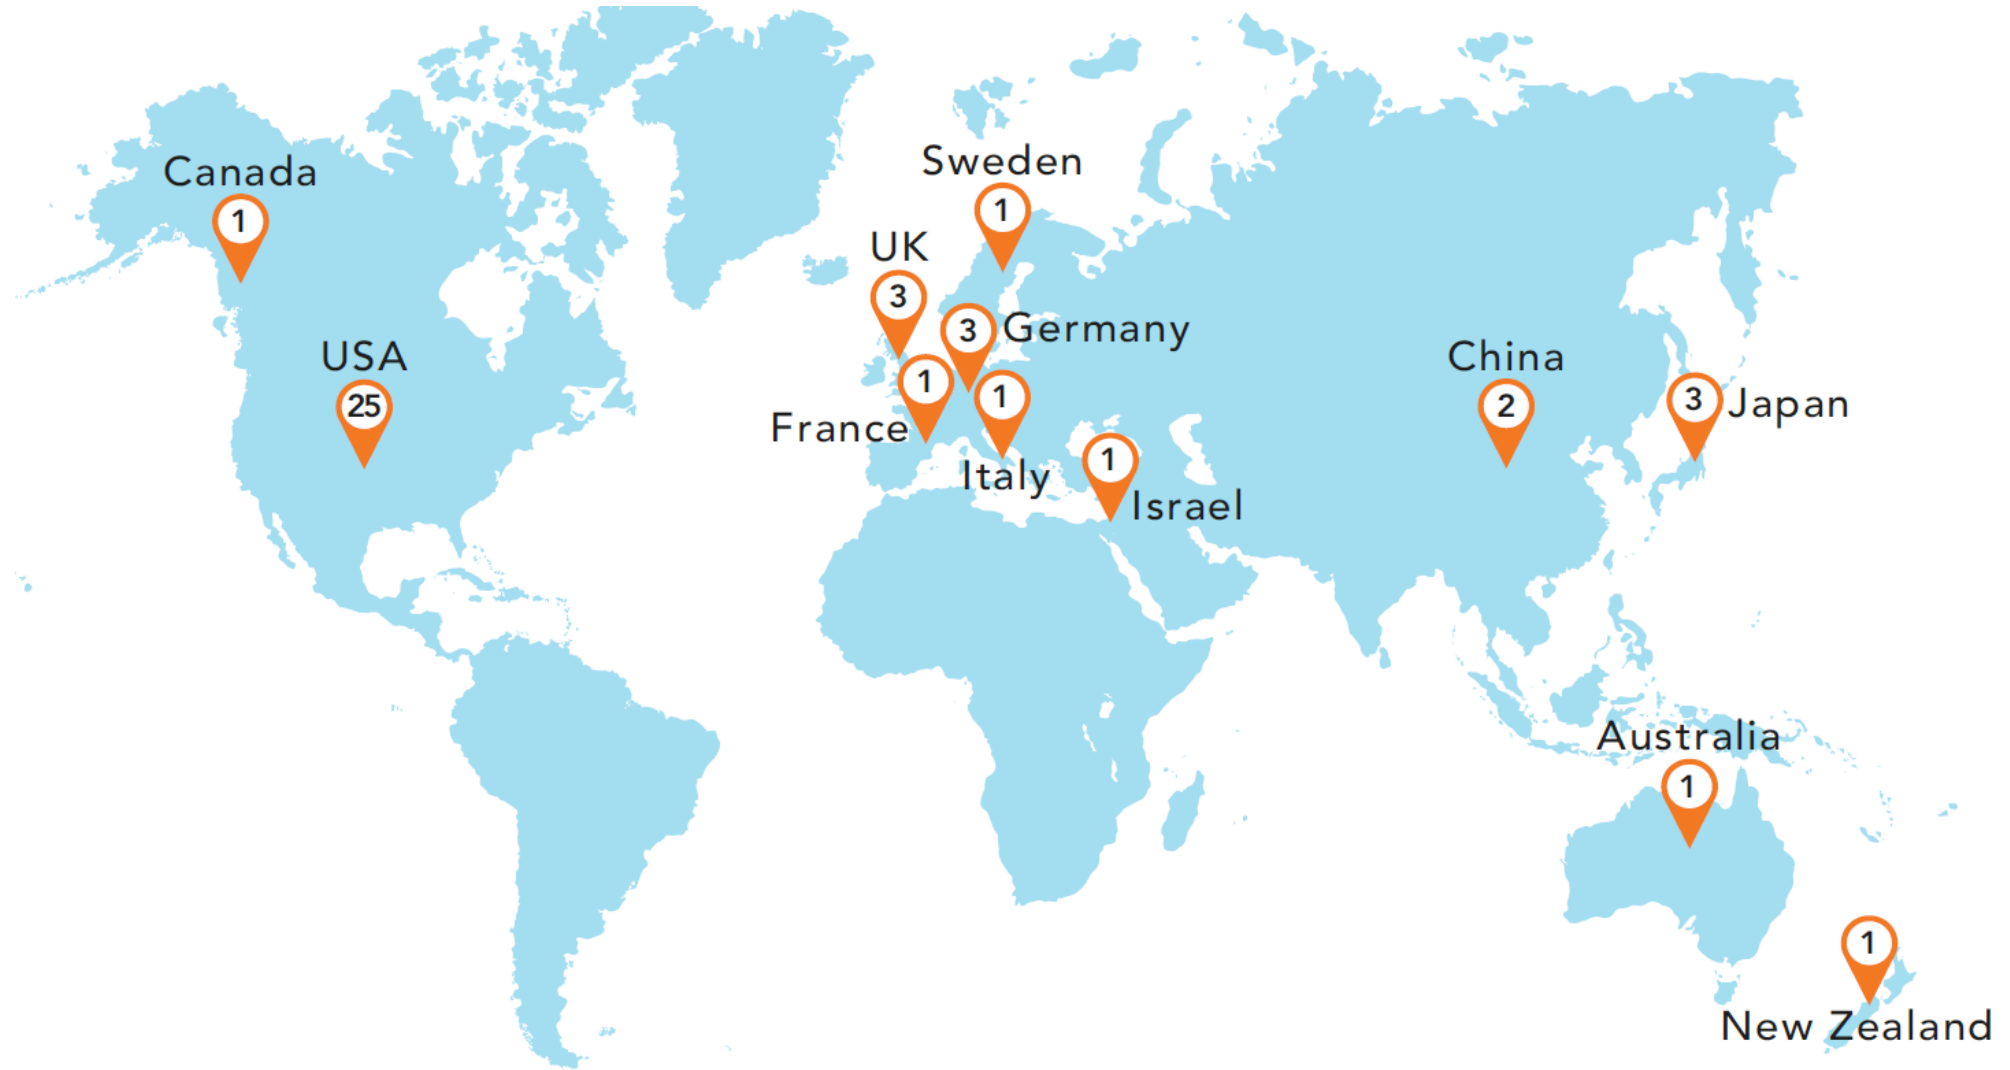 Canada
1
USA
25
Sweden
1
UK
3
3 Germany
1
France
1
Italy
1
Israel
China
2
3 Japan
Australia
1
1
New Zealand